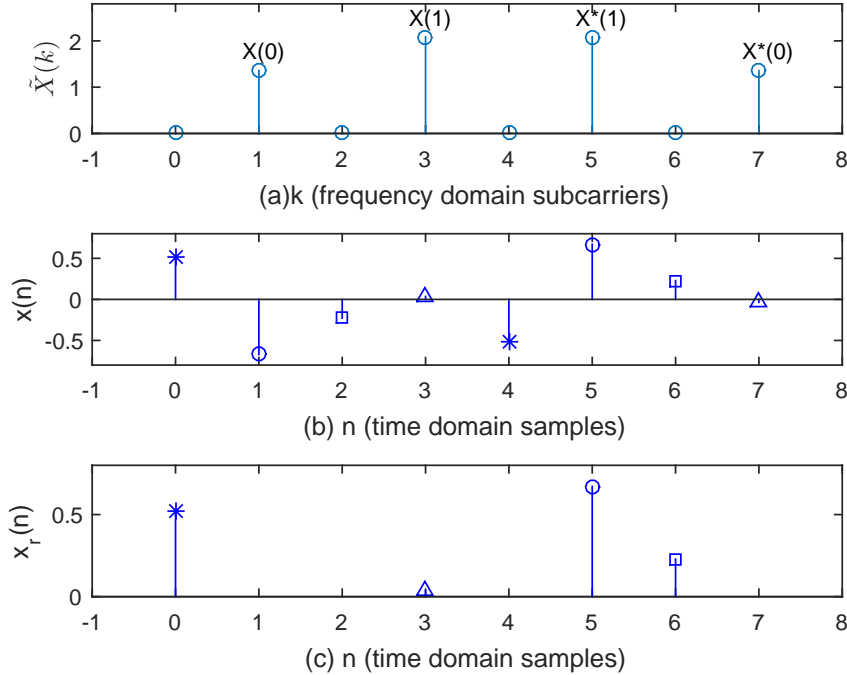 X(0)
X(1)
X*(1)
X*(0)
X̃(k)
2
1
0
-1 0 1 2 3 4 5 6 7 8
(a)k (frequency domain subcarriers)
x(n)
0.5
0
-0.5
-1 0 1 2 3 4 5 6 7 8
(b) n (time domain samples)
x_r(n)
0.5
0
-1 0 1 2 3 4 5 6 7 8
(c) n (time domain samples)